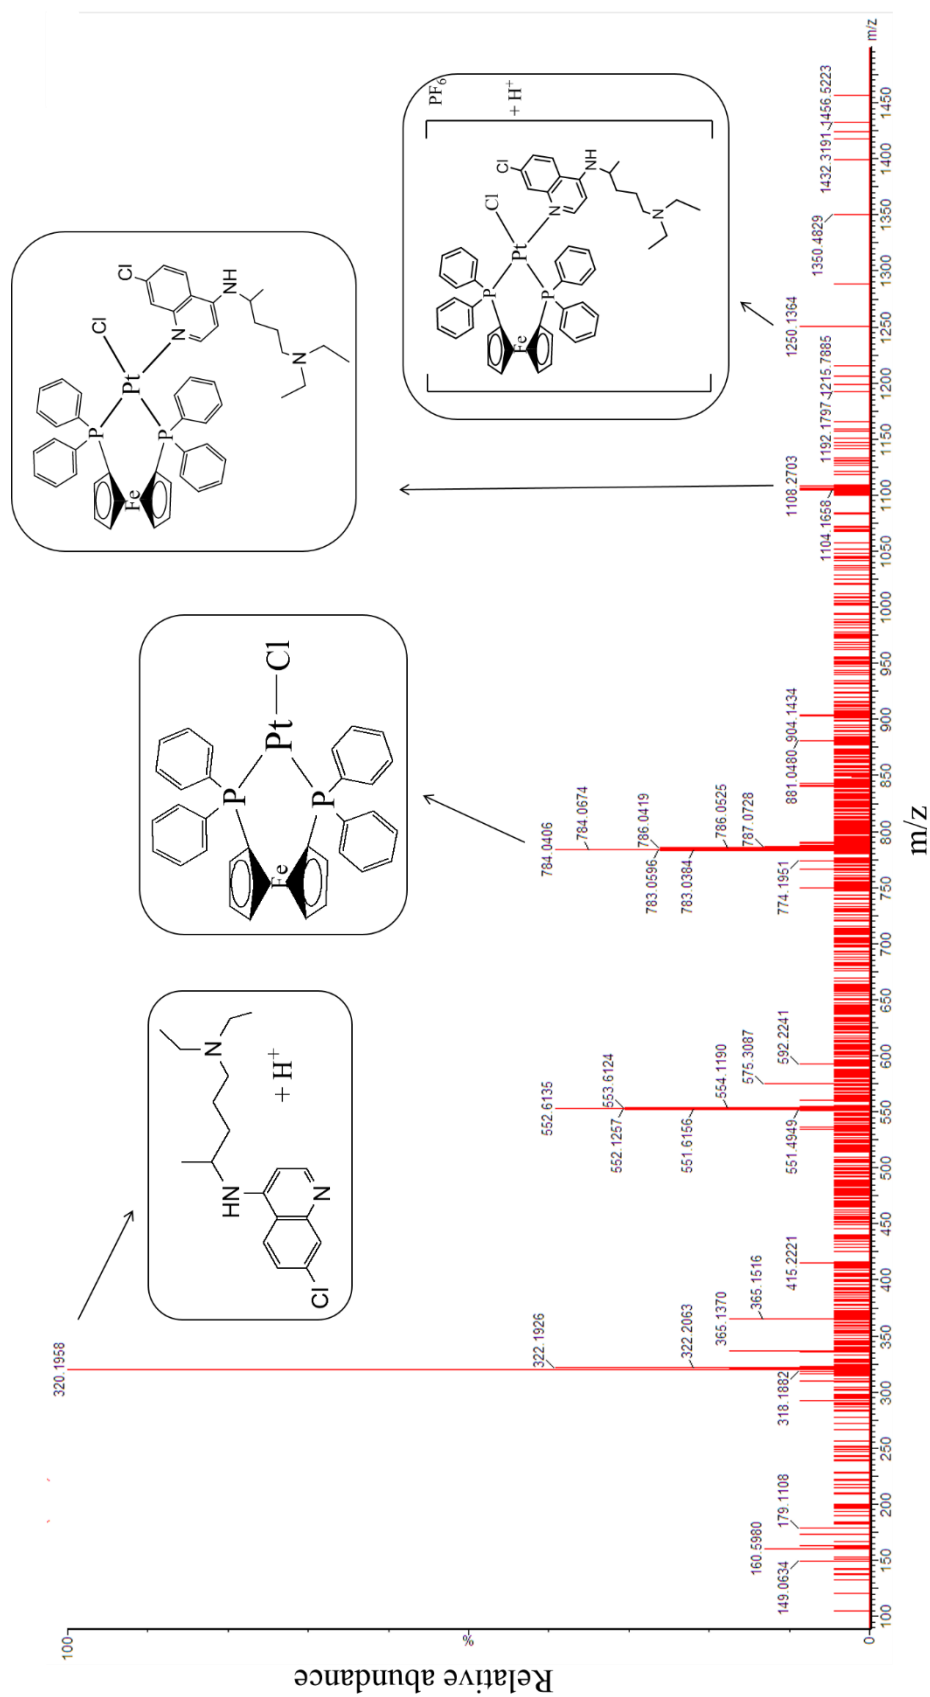 Relative abundance
100
%
0
320.1958
322.1926
322.2063
365.1370
365.1516
318.1882
160.5980
179.1108
149.0634
415.2221
552.6135
553.6124
552.1257
551.6156
554.1190
551.4949
575.3087
592.2241
784.0406
784.0674
783.0596
786.0419
783.0384
786.0525
787.0728
774.1951
881.0480
904.1434
1108.2703
1104.1658
1192.1797
1215.7885
1250.1364
1350.4829
1432.3191
1456.5223
HN
N
N
Cl
+ H+
P
P
Pt
Cl
Fe
Cl
Cl
P
P
Pt
N
NH
N
Fe
PF6
+ H+
Cl
Cl
P
P
Pt
N
NH
N
Fe
100 150 200 250 300 350 400 450 500 550 600 650 700 750 800 850 900 950 1000 1050 1100 1150 1200 1250 1300 1350 1400 1450
m/z
m/z